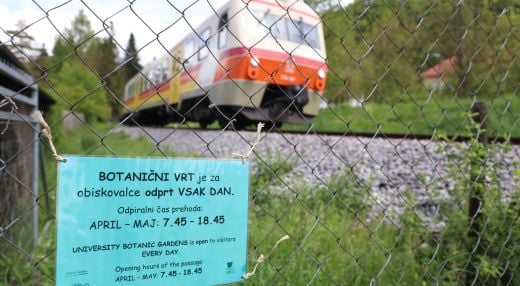 BOTANIČNI VRT je za
obiskovalce odprt VSAK DAN.
Odpiralni čas prehoda:
APRIL – MAJ: 7.45 - 18.45
UNIVERSITY BOTANIC GARDENS is open to visitors
EVERY DAY.
Opening hours of the passage:
APRIL – MAJ: 7.45 - 18.45